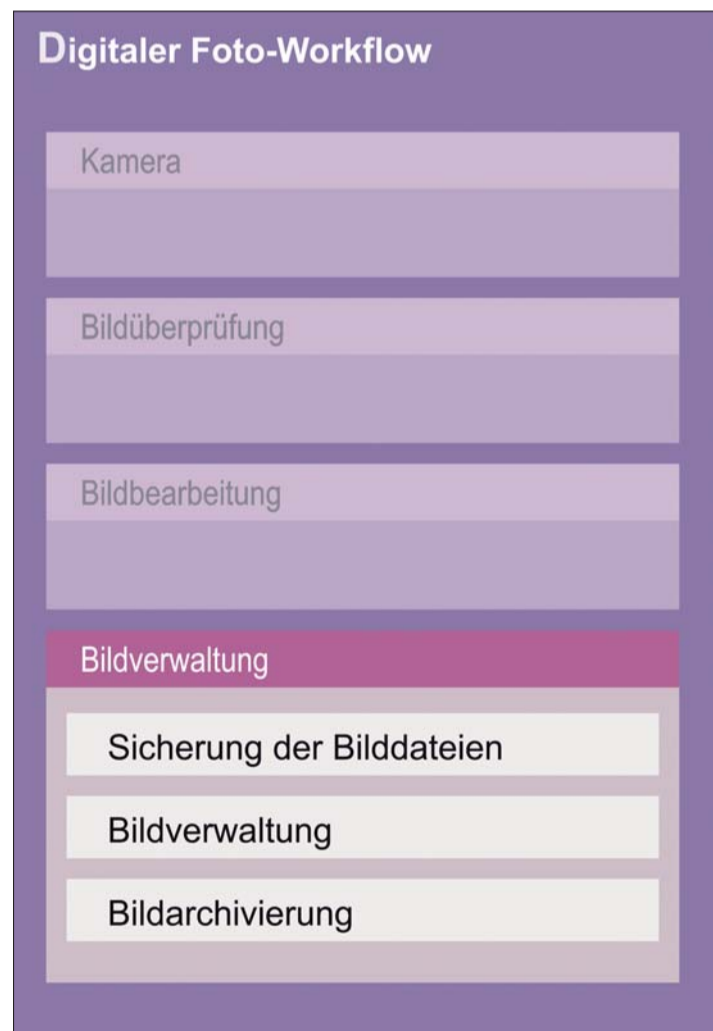 Digitaler Foto-Workflow
Kamera
Bildüberprüfung
Bildbearbeitung
Bildverwaltung
Sicherung der Bilddateien
Bildverwaltung
Bildarchivierung